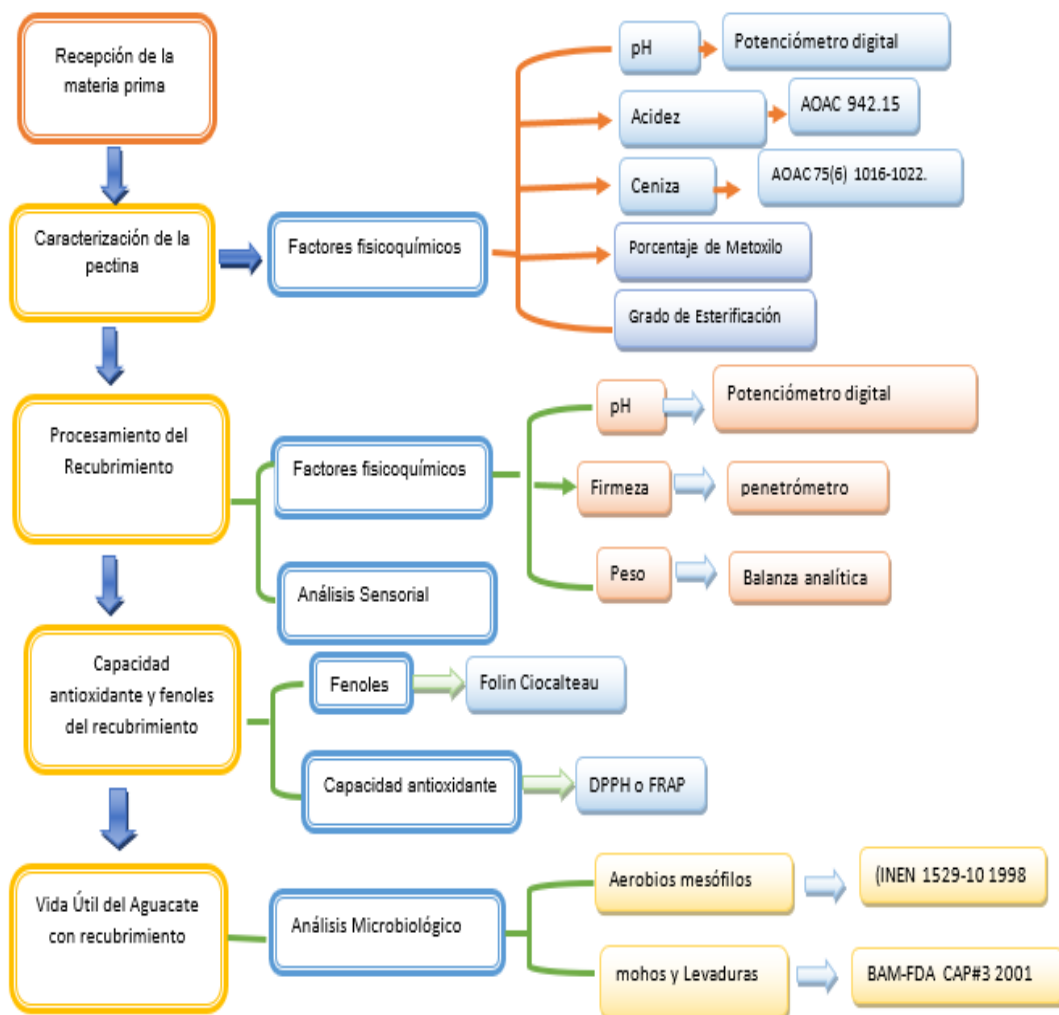 Recepción de la
materia prima
pH
Potenciómetro digital
Acidez
AOAC 942.15
Ceniza
AOAC 75(6) 1016-1022.
Caracterización de la
pectina
Factores fisicoquímicos
Porcentaje de Metoxilo
Grado de Esterificación
Procesamiento del
Recubrimiento
Factores fisicoquímicos
pH
Potenciómetro digital
Firmeza
penetrómetro
Peso
Balanza analítica
Análisis Sensorial
Capacidad
antioxidante y fenoles
del recubrimiento
Fenoles
Folin Ciocalteau
Capacidad antioxidante
DPPH o FRAP
Vida Útil del Aguacate
con recubrimiento
Análisis Microbiológico
Aerobios mesófilos
(INEN 1529-10 1998
mohos y Levaduras
BAM-FDA CAP#3 2001